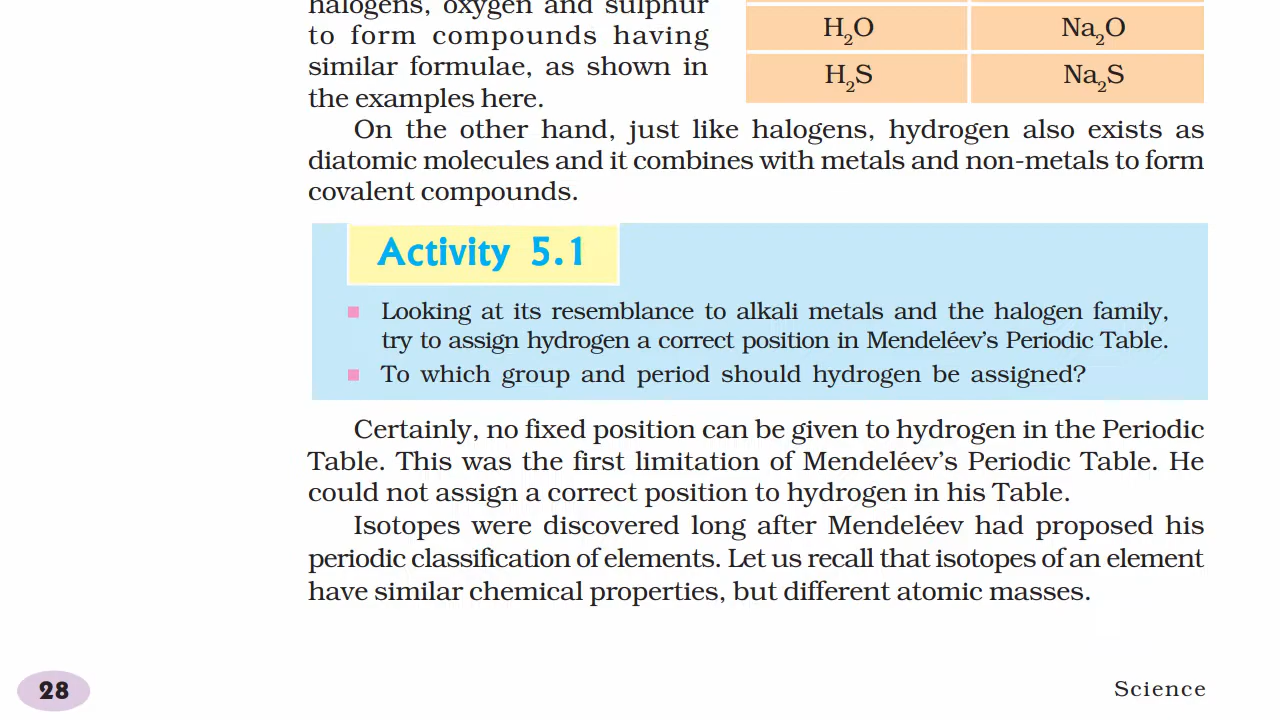 halogens, oxygen and sulphur
to form compounds having
similar formulae, as shown in
the examples here.
H₂O Na₂O
H₂S Na₂S
On the other hand, just like halogens, hydrogen also exists as
diatomic molecules and it combines with metals and non-metals to form
covalent compounds.
Activity 5.1
Looking at its resemblance to alkali metals and the halogen family,
try to assign hydrogen a correct position in Mendeléev's Periodic Table.
To which group and period should hydrogen be assigned?
Certainly, no fixed position can be given to hydrogen in the Periodic
Table. This was the first limitation of Mendeléev's Periodic Table. He
could not assign a correct position to hydrogen in his Table.
Isotopes were discovered long after Mendeléev had proposed his
periodic classification of elements. Let us recall that isotopes of an element
have similar chemical properties, but different atomic masses.
28
Science